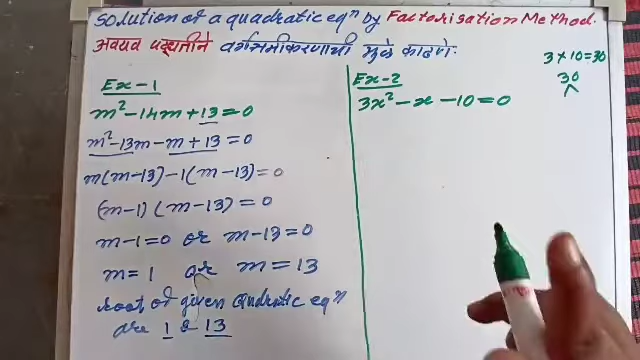 Solution of a quadratic eqⁿ by Factorisation Method.
अवयव पद्धतीने वर्गसमीकरणाची मुळे काढणे.
Ex-1
m² - 14m + 13 = 0
m² - 13m - m + 13 = 0
m(m-13) - 1(m-13) = 0
(m-1) (m-13) = 0
m-1=0 or m-13=0
m = 1 or m = 13
root of given Quadratic eqⁿ
are 1 & 13
Ex-2
3x² - x - 10 = 0
3 × 10 = 30
30